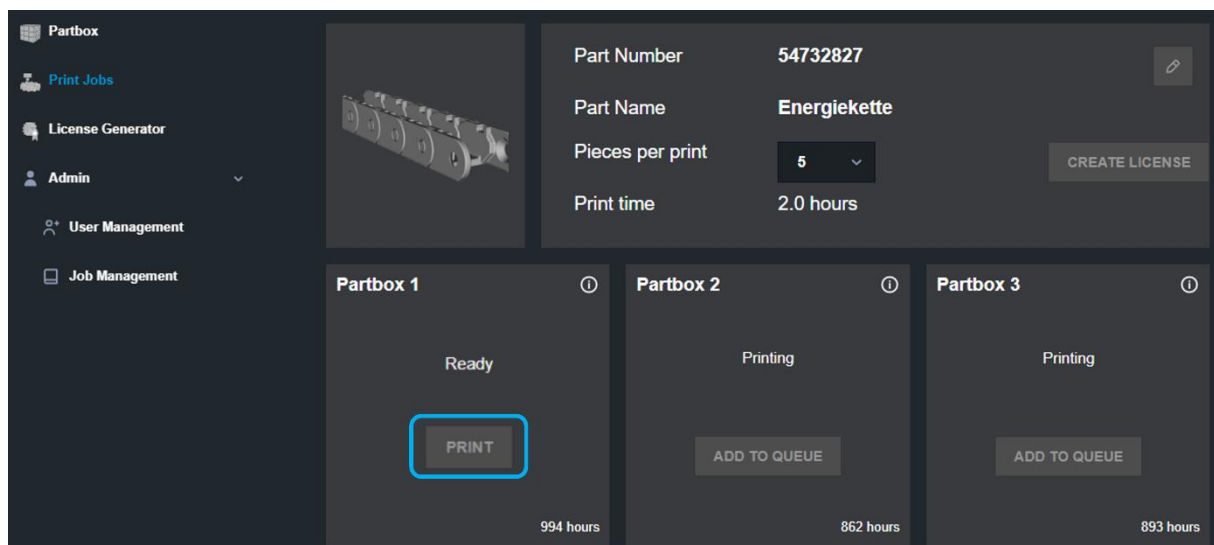 Partbox
Print Jobs
License Generator
Admin
User Management
Job Management
Part Number 54732827
Part Name Energiekette
Pieces per print 5
CREATE LICENSE
Print time 2.0 hours
Partbox 1
Ready
PRINT
994 hours
Partbox 2
Printing
ADD TO QUEUE
862 hours
Partbox 3
Printing
ADD TO QUEUE
893 hours